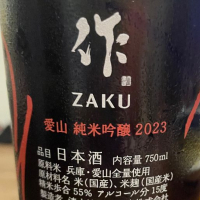 作
ZAKU
愛山 純米吟醸 2023
品目 日本酒 内容量 750ml
原料米 兵庫・愛山全量使用
原材料名 米(国産)、米麹(国産米)
精米歩合 55% アルコール分 15度